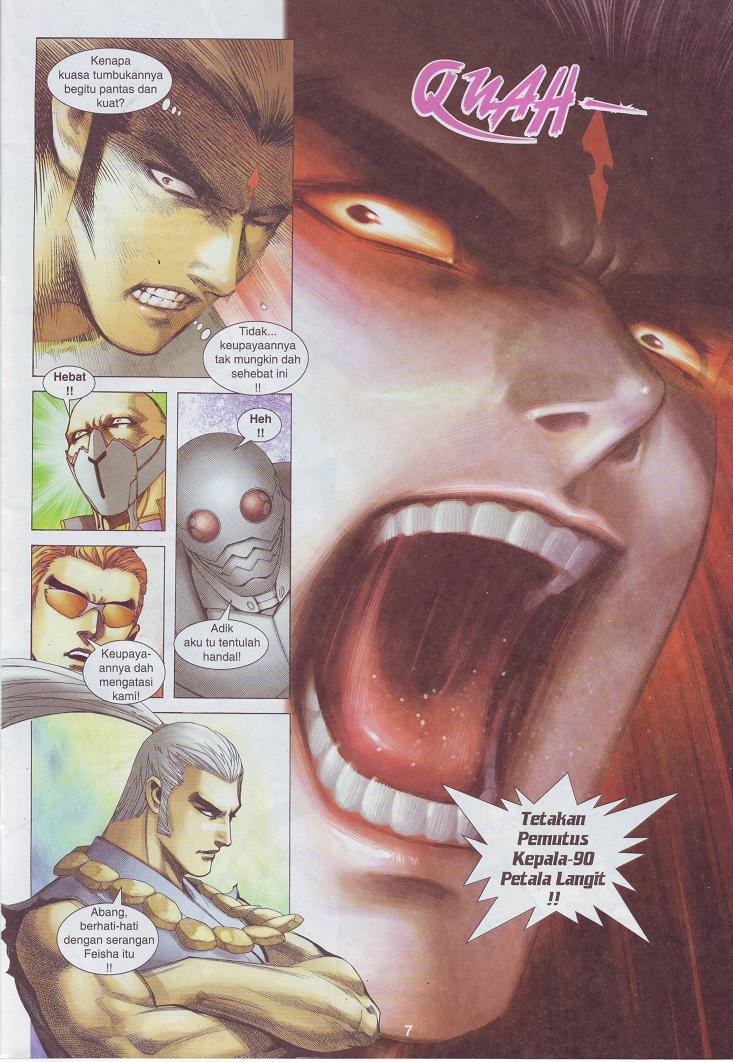 Kenapa
kuasa tumbukannya
begitu pantas dan
kuat?
QUAH-
Tidak...
keupayaannya
tak mungkin dah
sehebat ini
!!
Hebat
!!
Heh
!!
Adik
aku tu tentulah
handal!
Keupaya-
annya dah
mengatasi
kami!
Abang,
berhati-hati
dengan serangan
Feisha itu
!!
Tetakan
Pemutus
Kepala-90
Petala Langit
!!
7